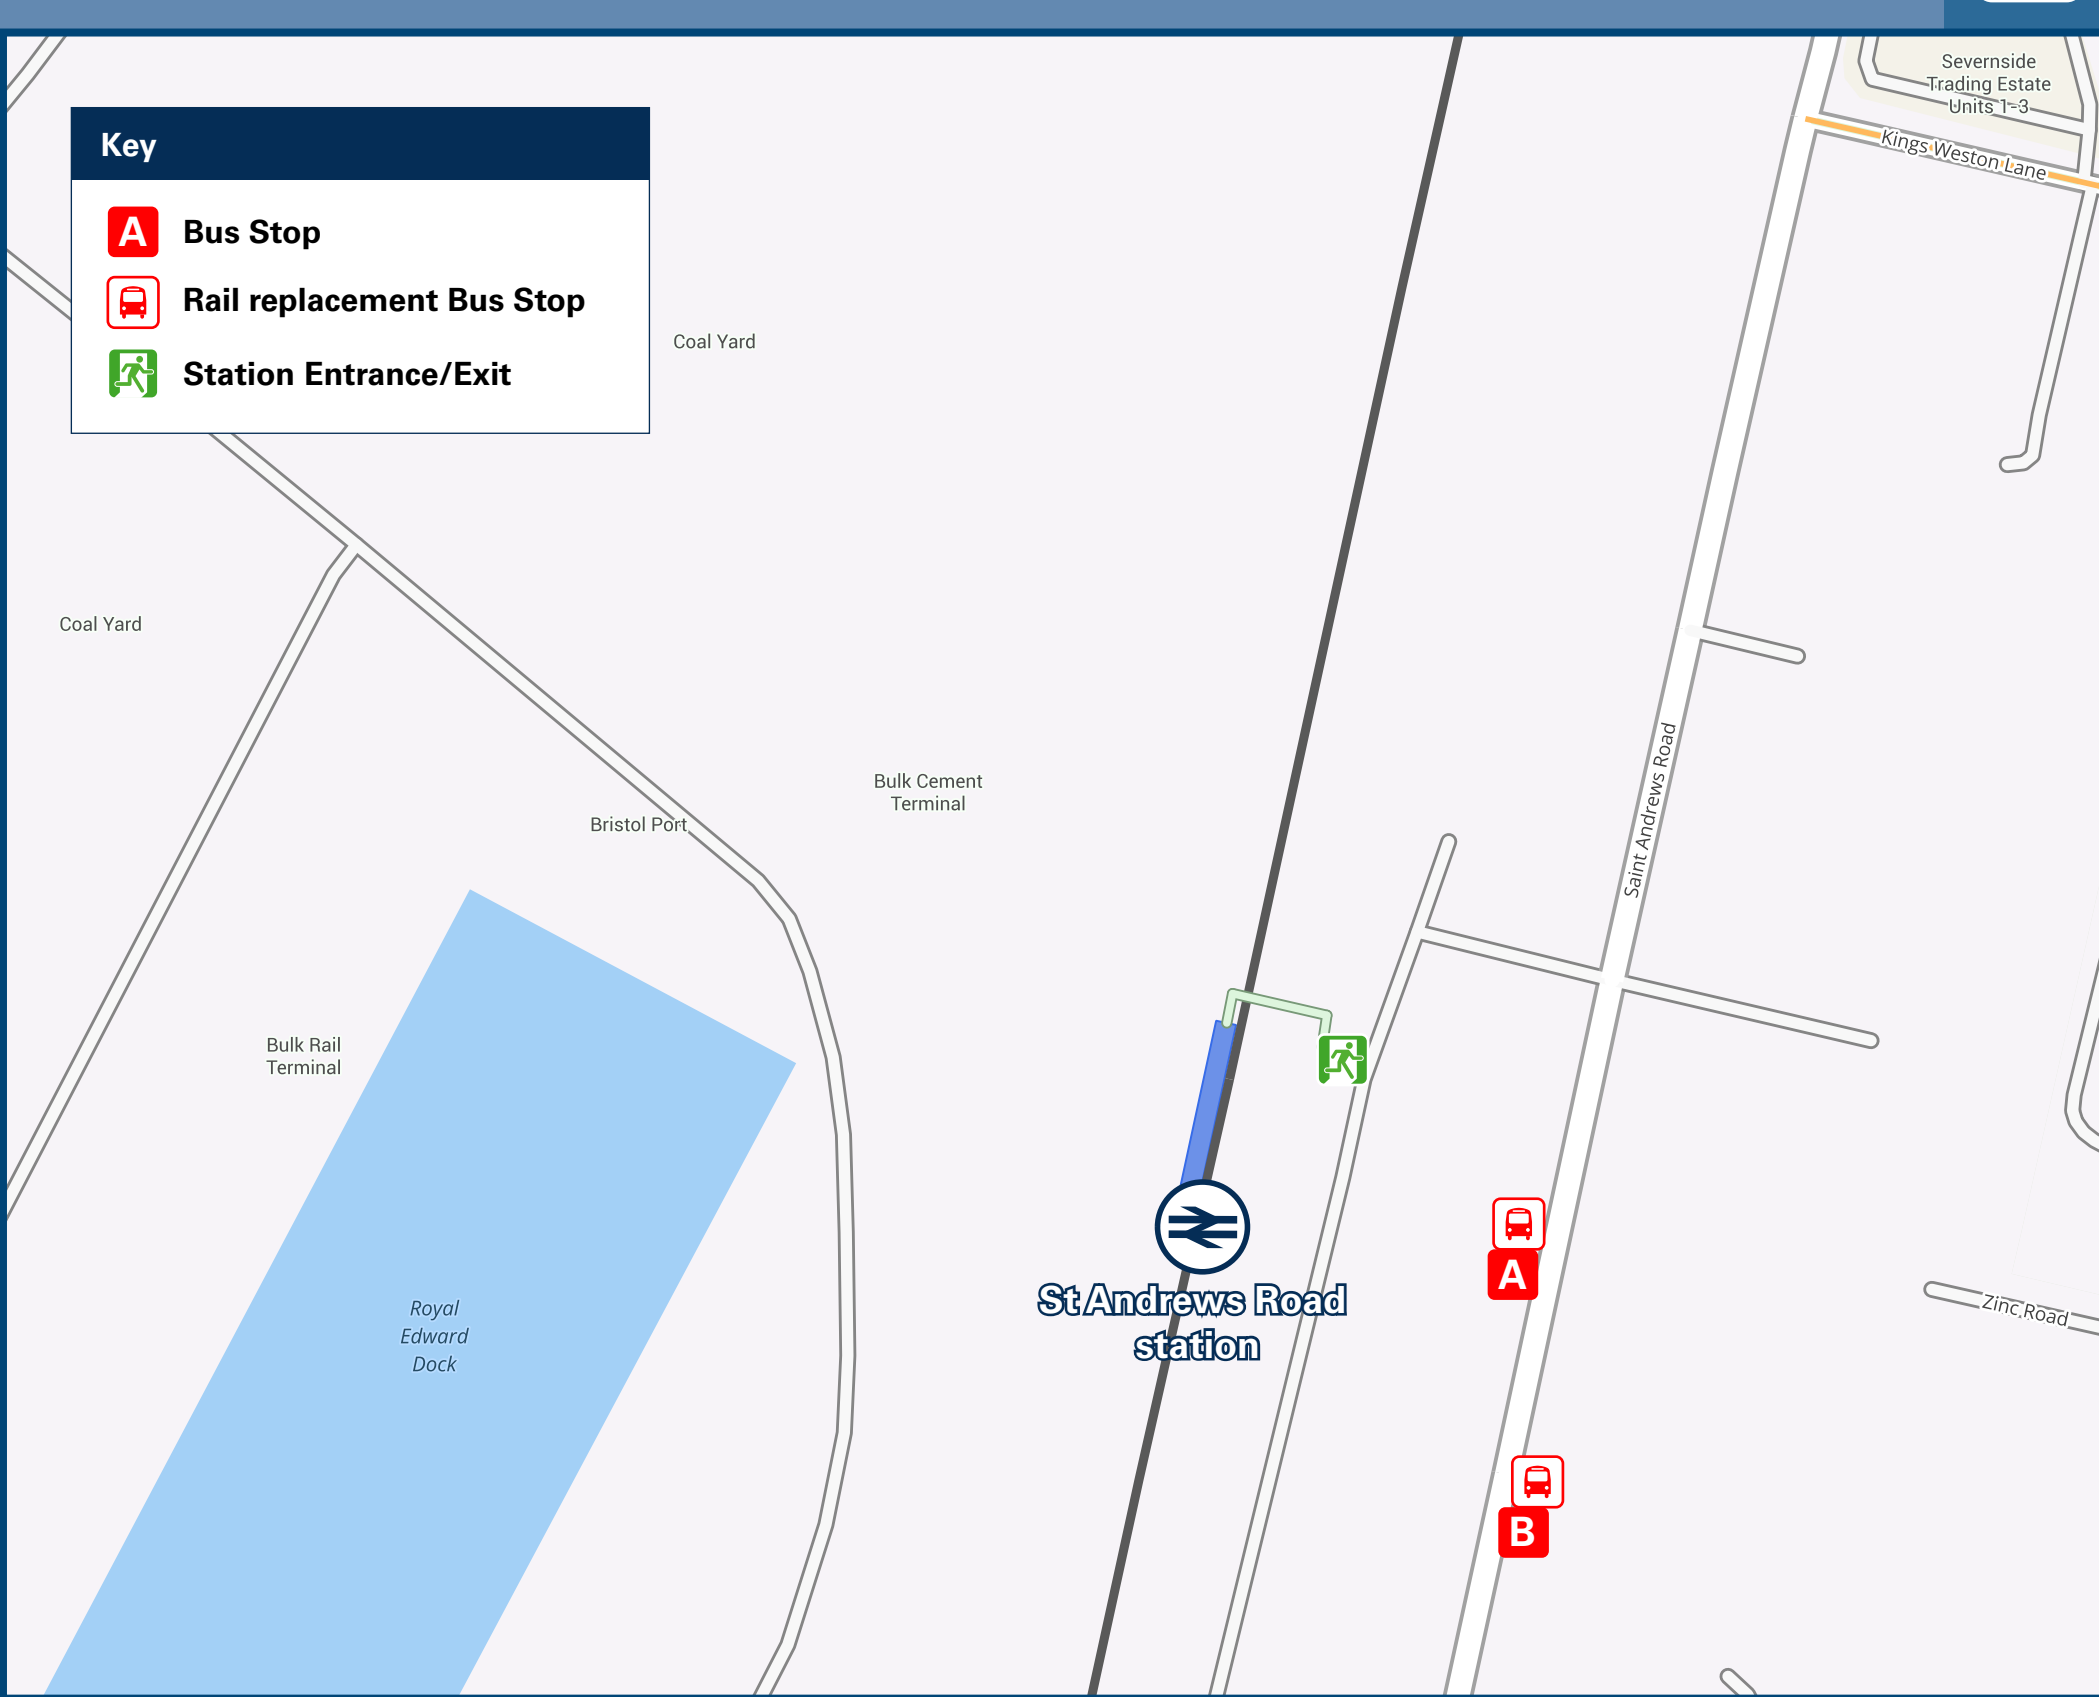 Severnside
Trading Estate
Units 1-3
Kings Weston Lane
Key
A Bus Stop
Rail replacement Bus Stop
Station Entrance/Exit
Coal Yard
Coal Yard
Saint Andrews Road
Bulk Cement
Terminal
Bristol Port
Bulk Rail
Terminal
Royal
Edward
Dock
St Andrews Road
station
A
Zinc Road
B